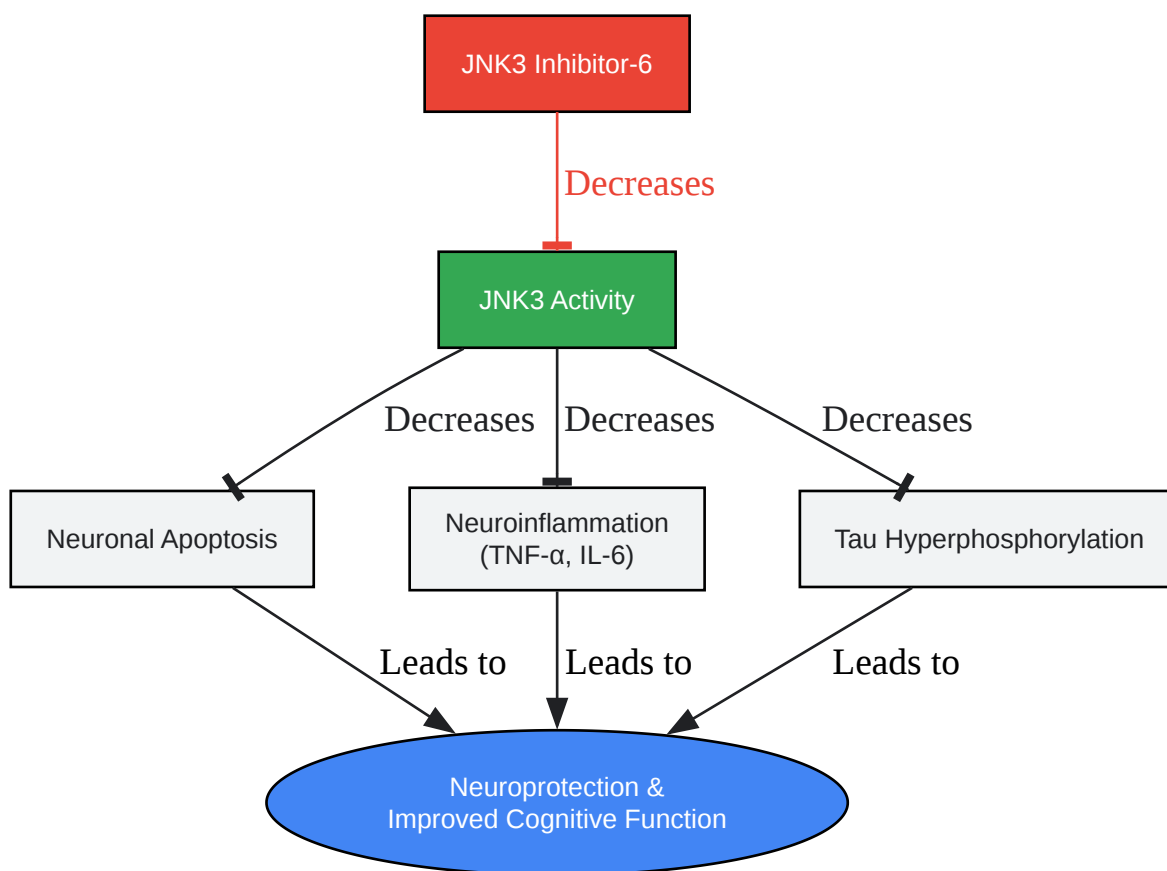 JNK3 Inhibitor-6
Decreases
JNK3 Activity
Decreases
Decreases
Decreases
Neuronal Apoptosis
Neuroinflammation
(TNF-α, IL-6)
Tau Hyperphosphorylation
Leads to
Leads to
Leads to
Neuroprotection &
Improved Cognitive Function